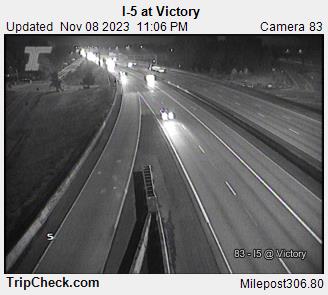 I-5 at Victory
Updated Nov 08 2023 11:06 PM Camera 83
S
83 - I5 @ Victory
TripCheck.com Milepost306.80